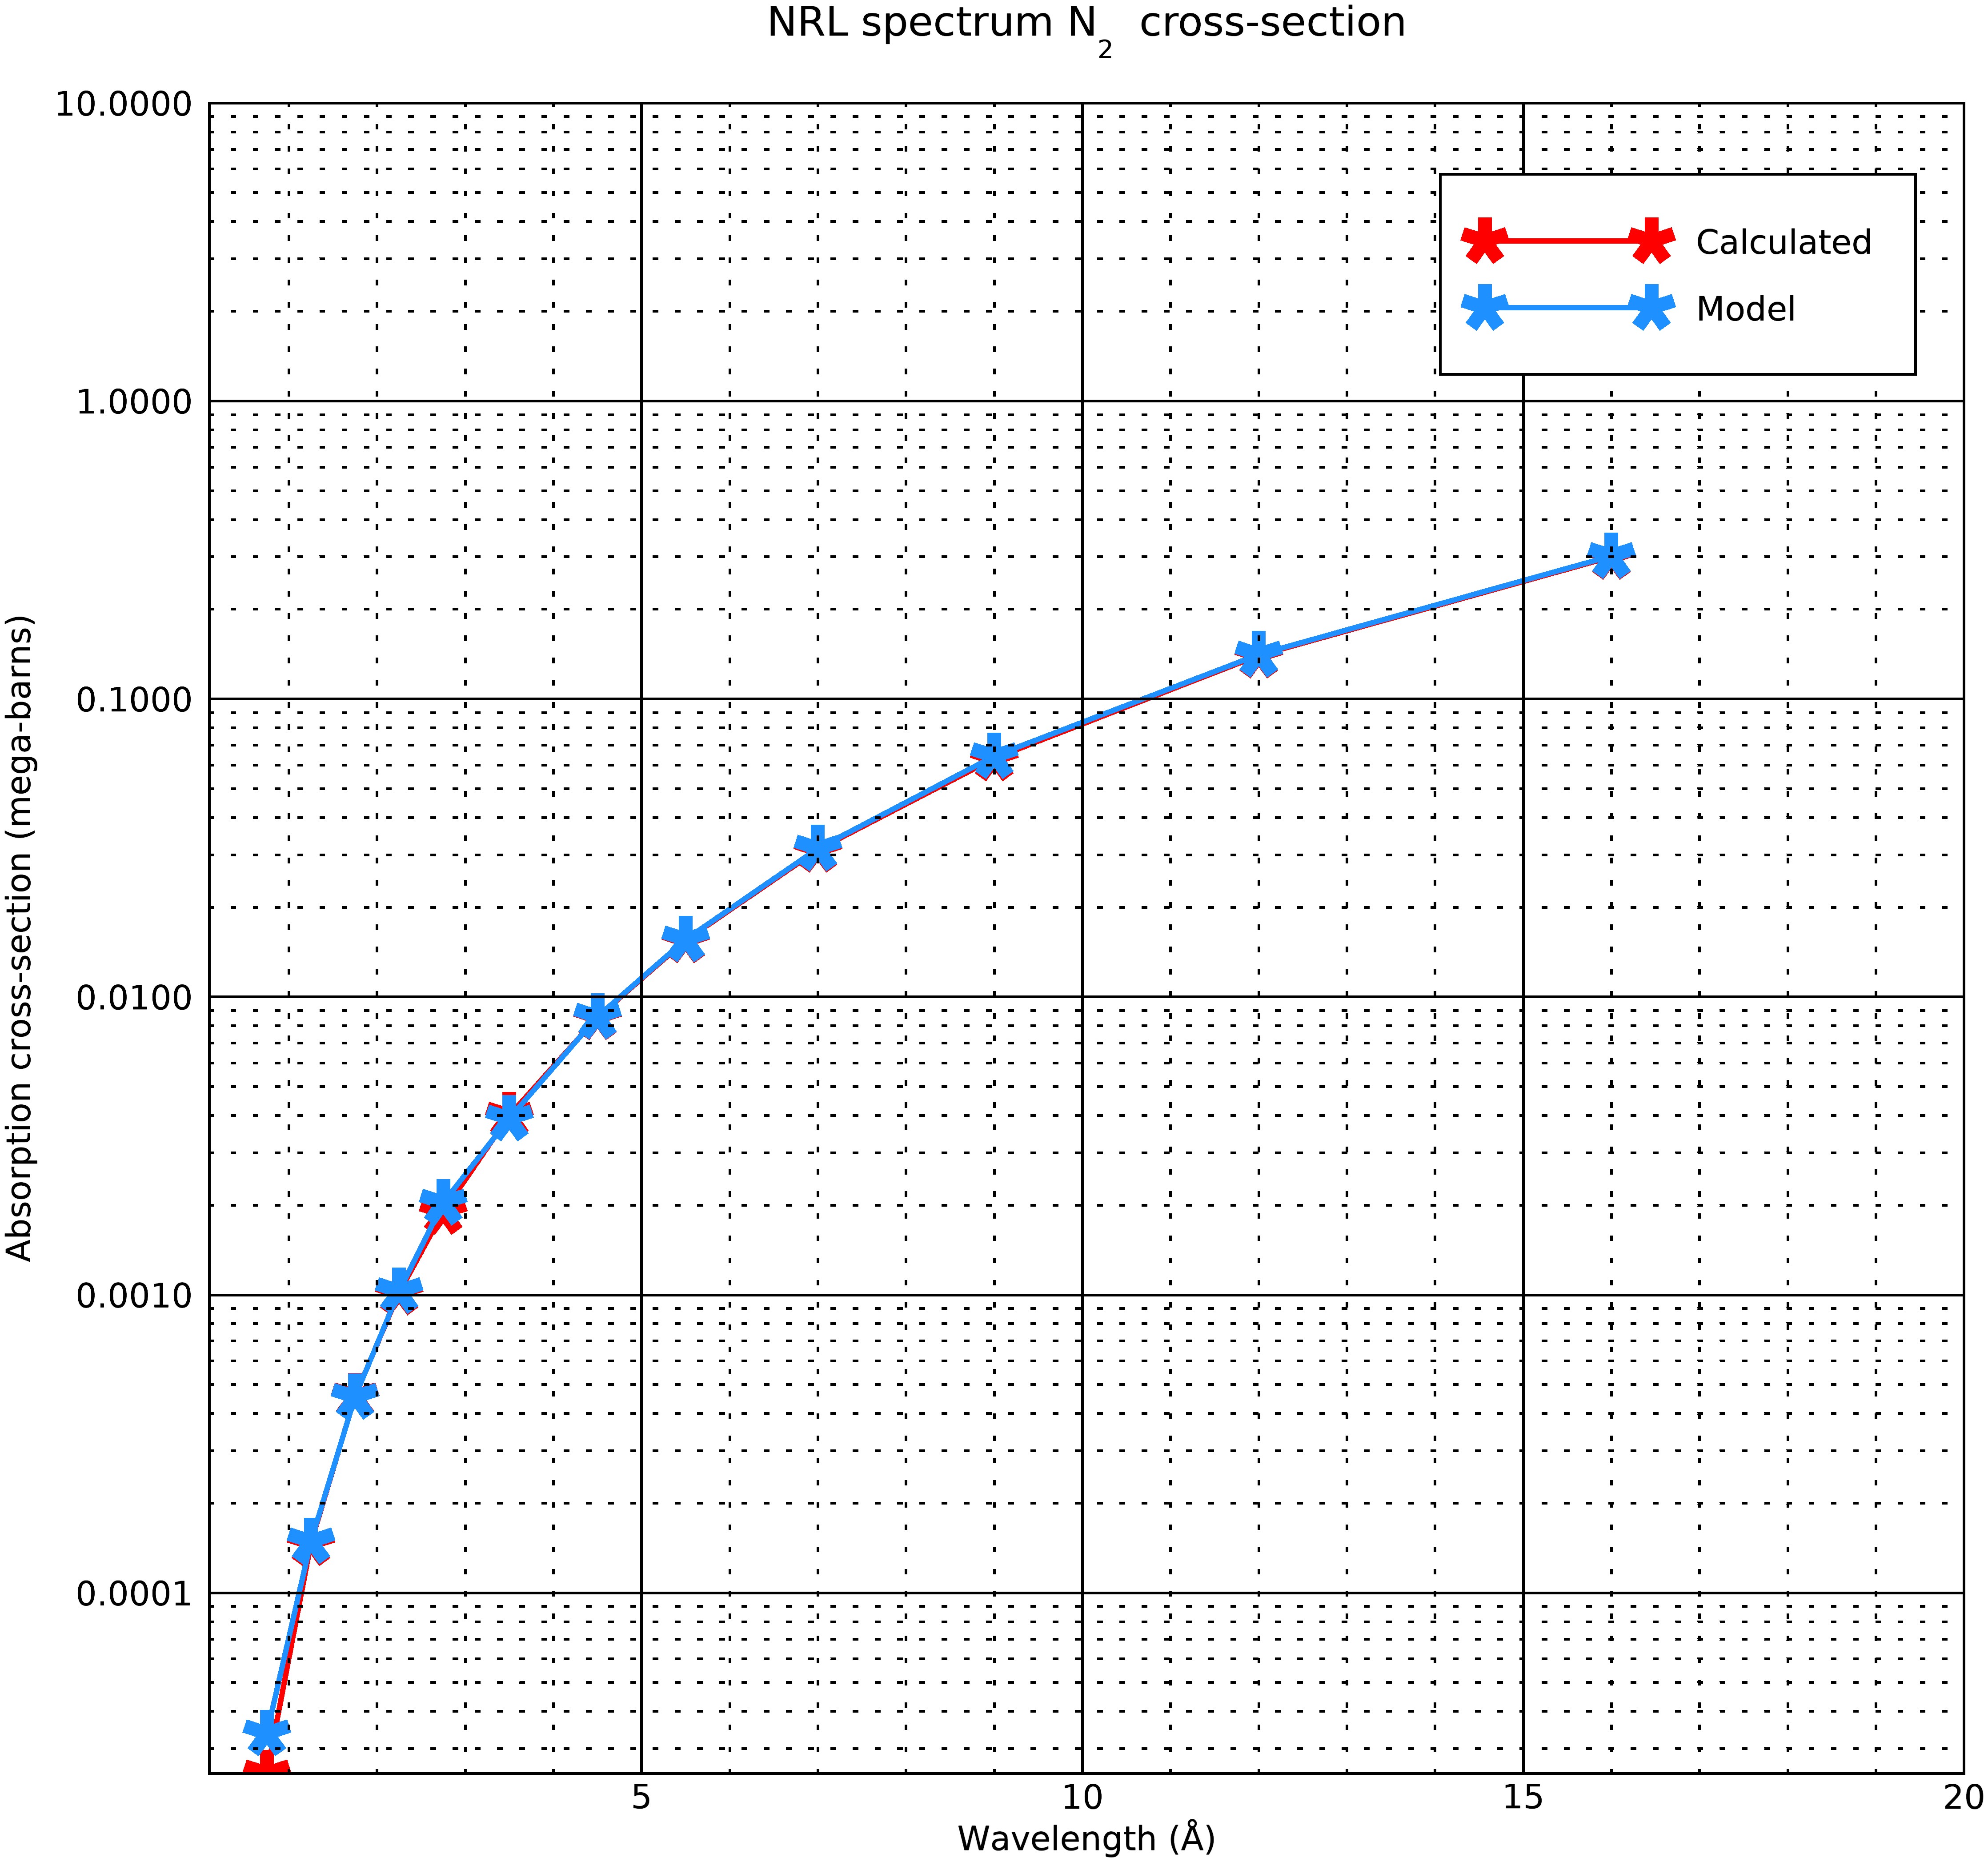 NRL spectrum N₂ cross-section
10.0000
1.0000
0.1000
0.0100
0.0010
0.0001
Absorption cross-section (mega-barns)
Calculated
Model
5 10 15 20
Wavelength (Å)